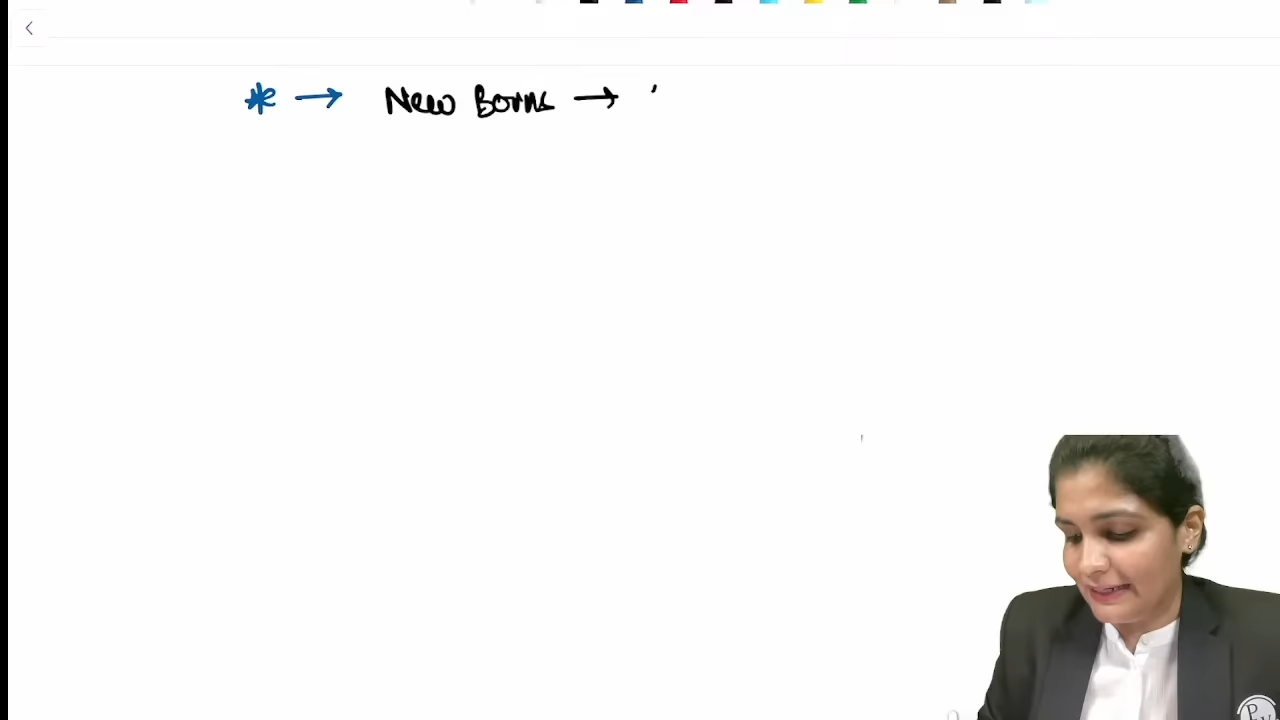 * → New Borns →